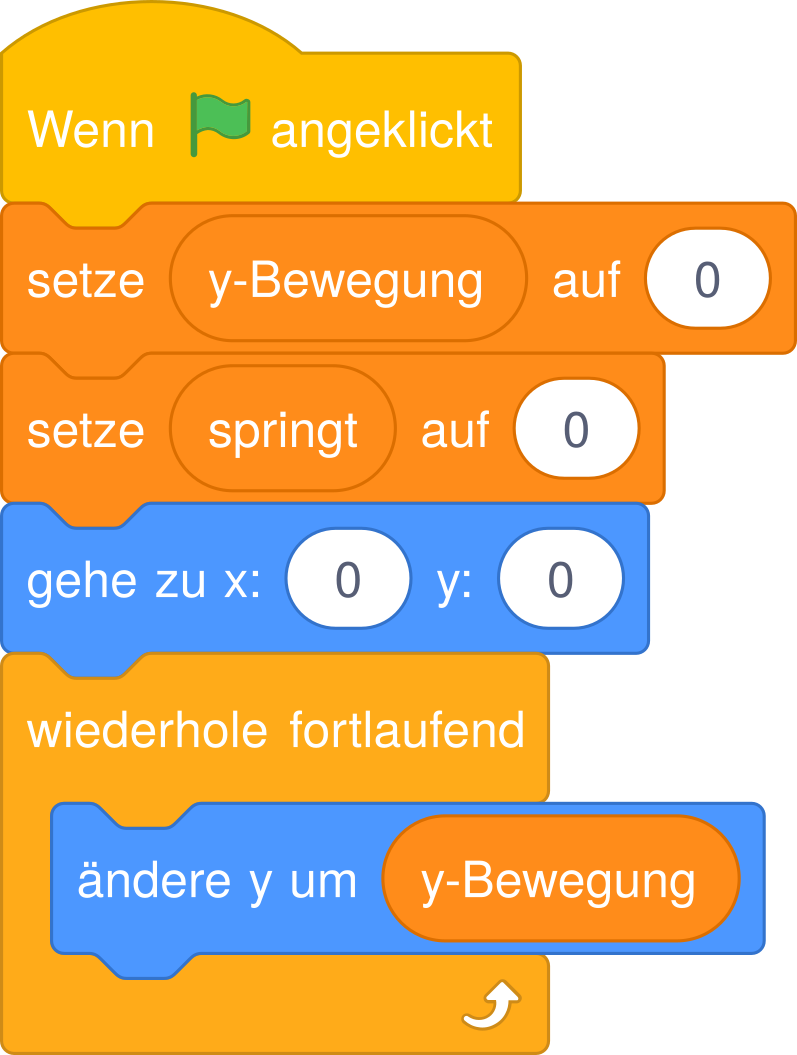 Wenn angeklickt
setze y-Bewegung auf 0
setze springt auf 0
gehe zu x: 0 y: 0
wiederhole fortlaufend
ändere y um y-Bewegung